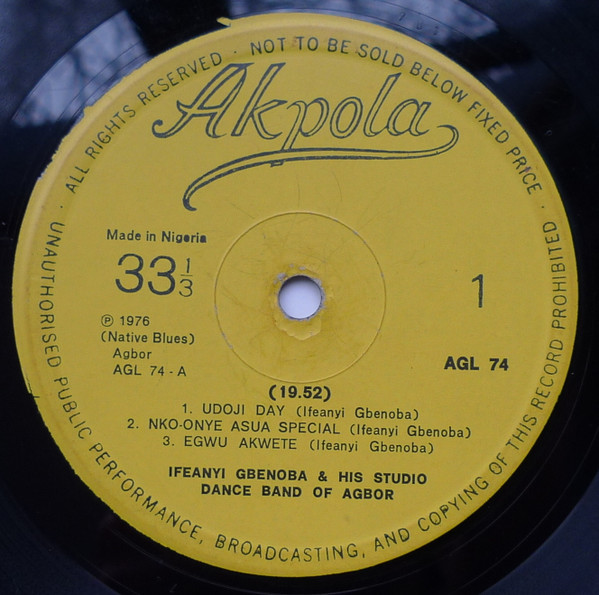 ALL RIGHTS RESERVED · NOT TO BE SOLD BELOW FIXED PRICE ·
Akpola
Made in Nigeria
33 1/3
1
℗ 1976
(Native Blues)
Agbor
AGL 74-A
AGL 74
(19.52)
1. UDOJI DAY (Ifeanyi Gbenoba)
2. NKO-ONYE ASUA SPECIAL (Ifeanyi Gbenoba)
3. EGWU AKWETE (Ifeanyi Gbenoba)
IFEANYI GBENOBA & HIS STUDIO
DANCE BAND OF AGBOR
UNAUTHORISED PUBLIC PERFORMANCE, BROADCASTING, AND COPYING OF THIS RECORD PROHIBITED